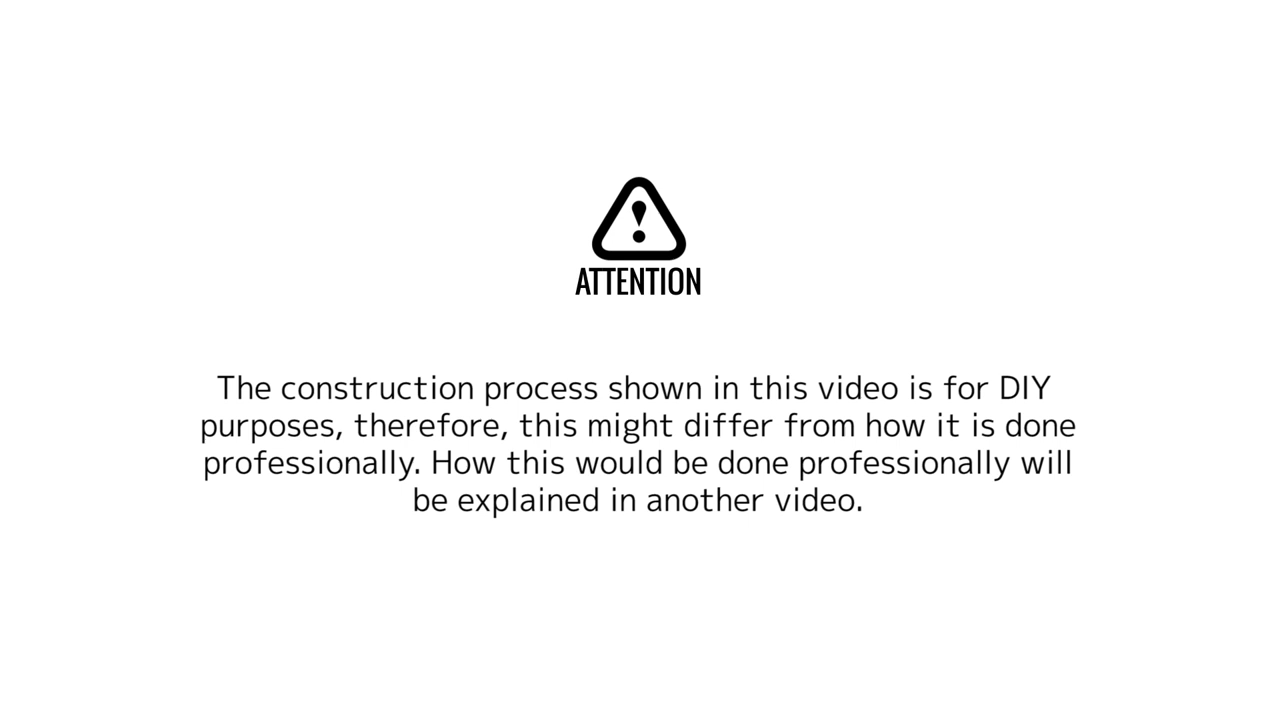 ATTENTION
The construction process shown in this video is for DIY
purposes, therefore, this might differ from how it is done
professionally. How this would be done professionally will
be explained in another video.